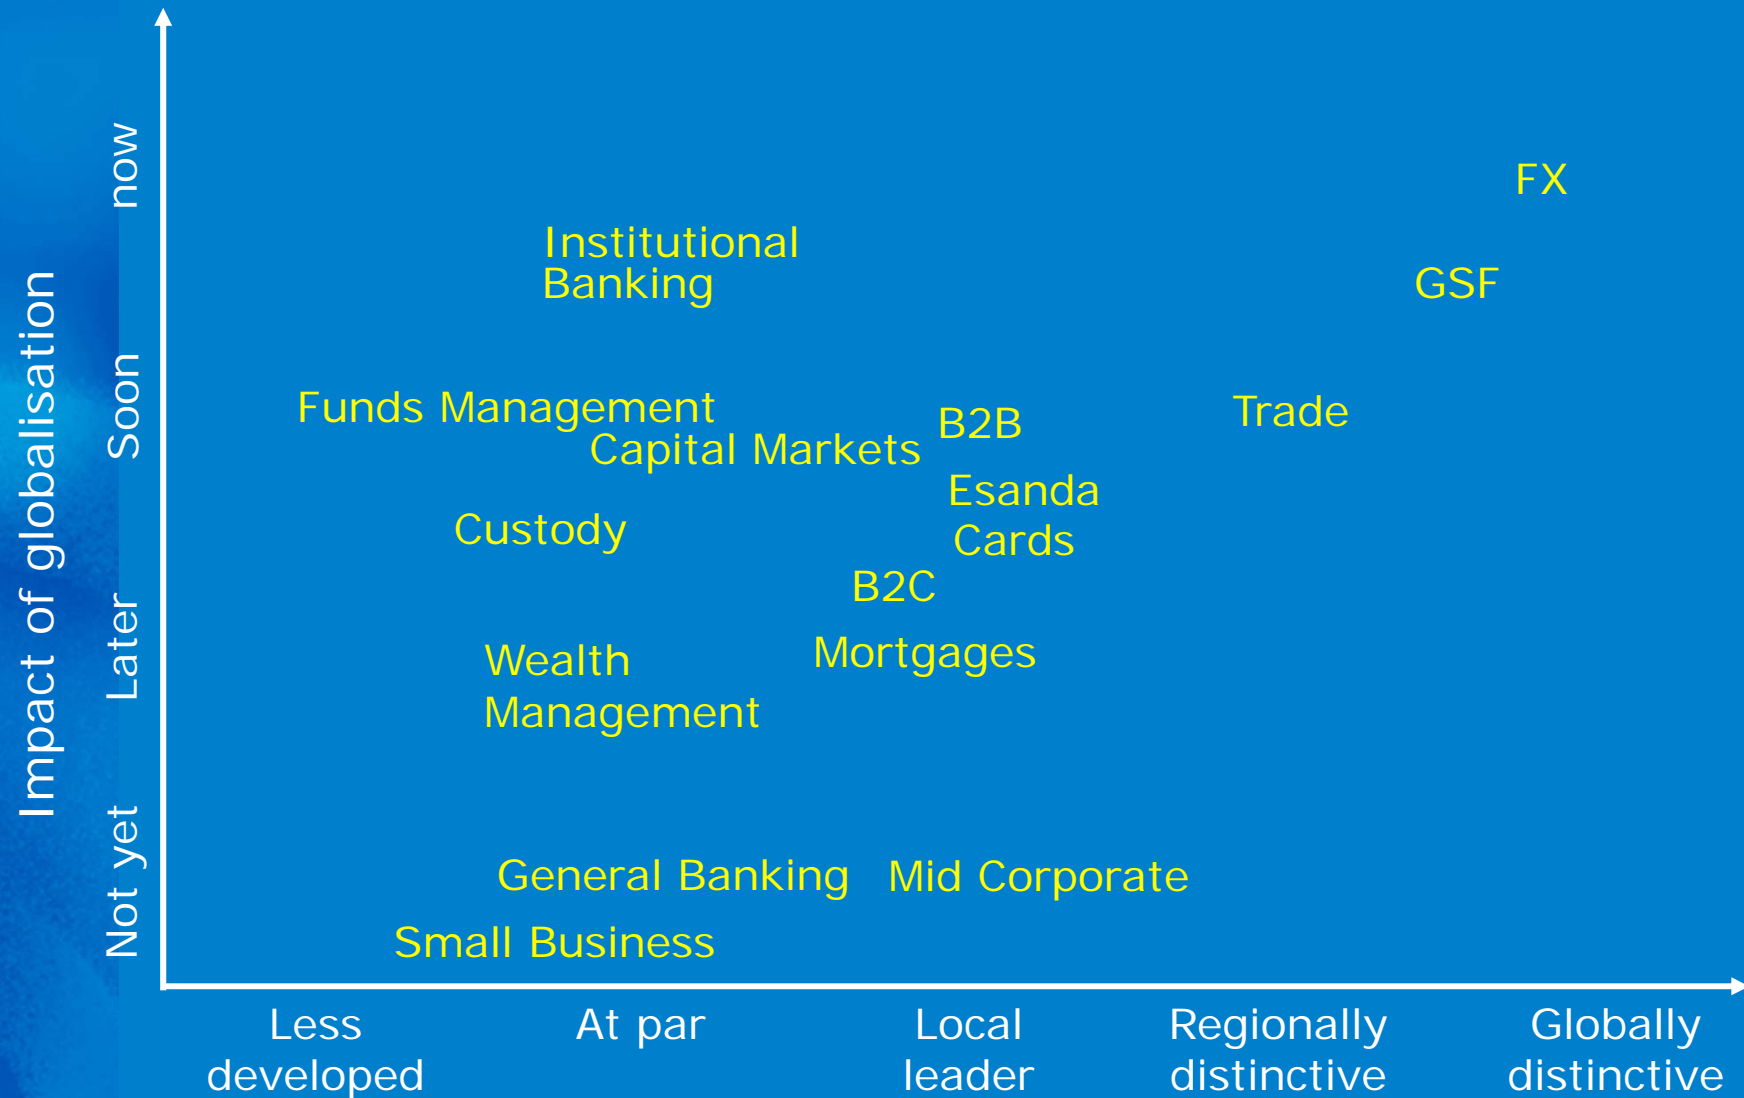 Impact of globalisation
now
Soon
Later
Not yet
FX
Institutional
Banking
GSF
Funds Management
Capital Markets
B2B
Trade
Esanda
Custody
Cards
B2C
Wealth
Management
Mortgages
General Banking
Mid Corporate
Small Business
Less
developed
At par
Local
leader
Regionally
distinctive
Globally
distinctive